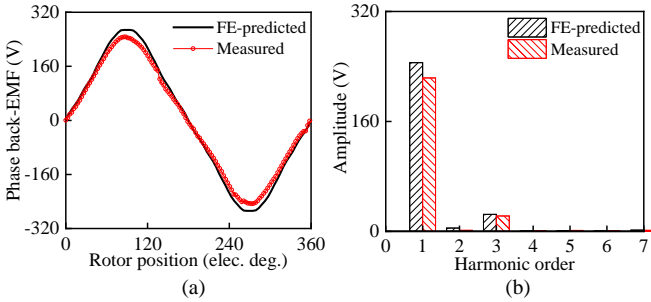 (a)
FE-predicted
Measured
Phase back-EMF (V)
320
160
0
-160
-320
0
120
240
360
Rotor position (elec. deg.)
(a)
(b)
FE-predicted
Measured
Amplitude (V)
320
160
0
0
1
2
3
4
5
6
7
Harmonic order
(b)